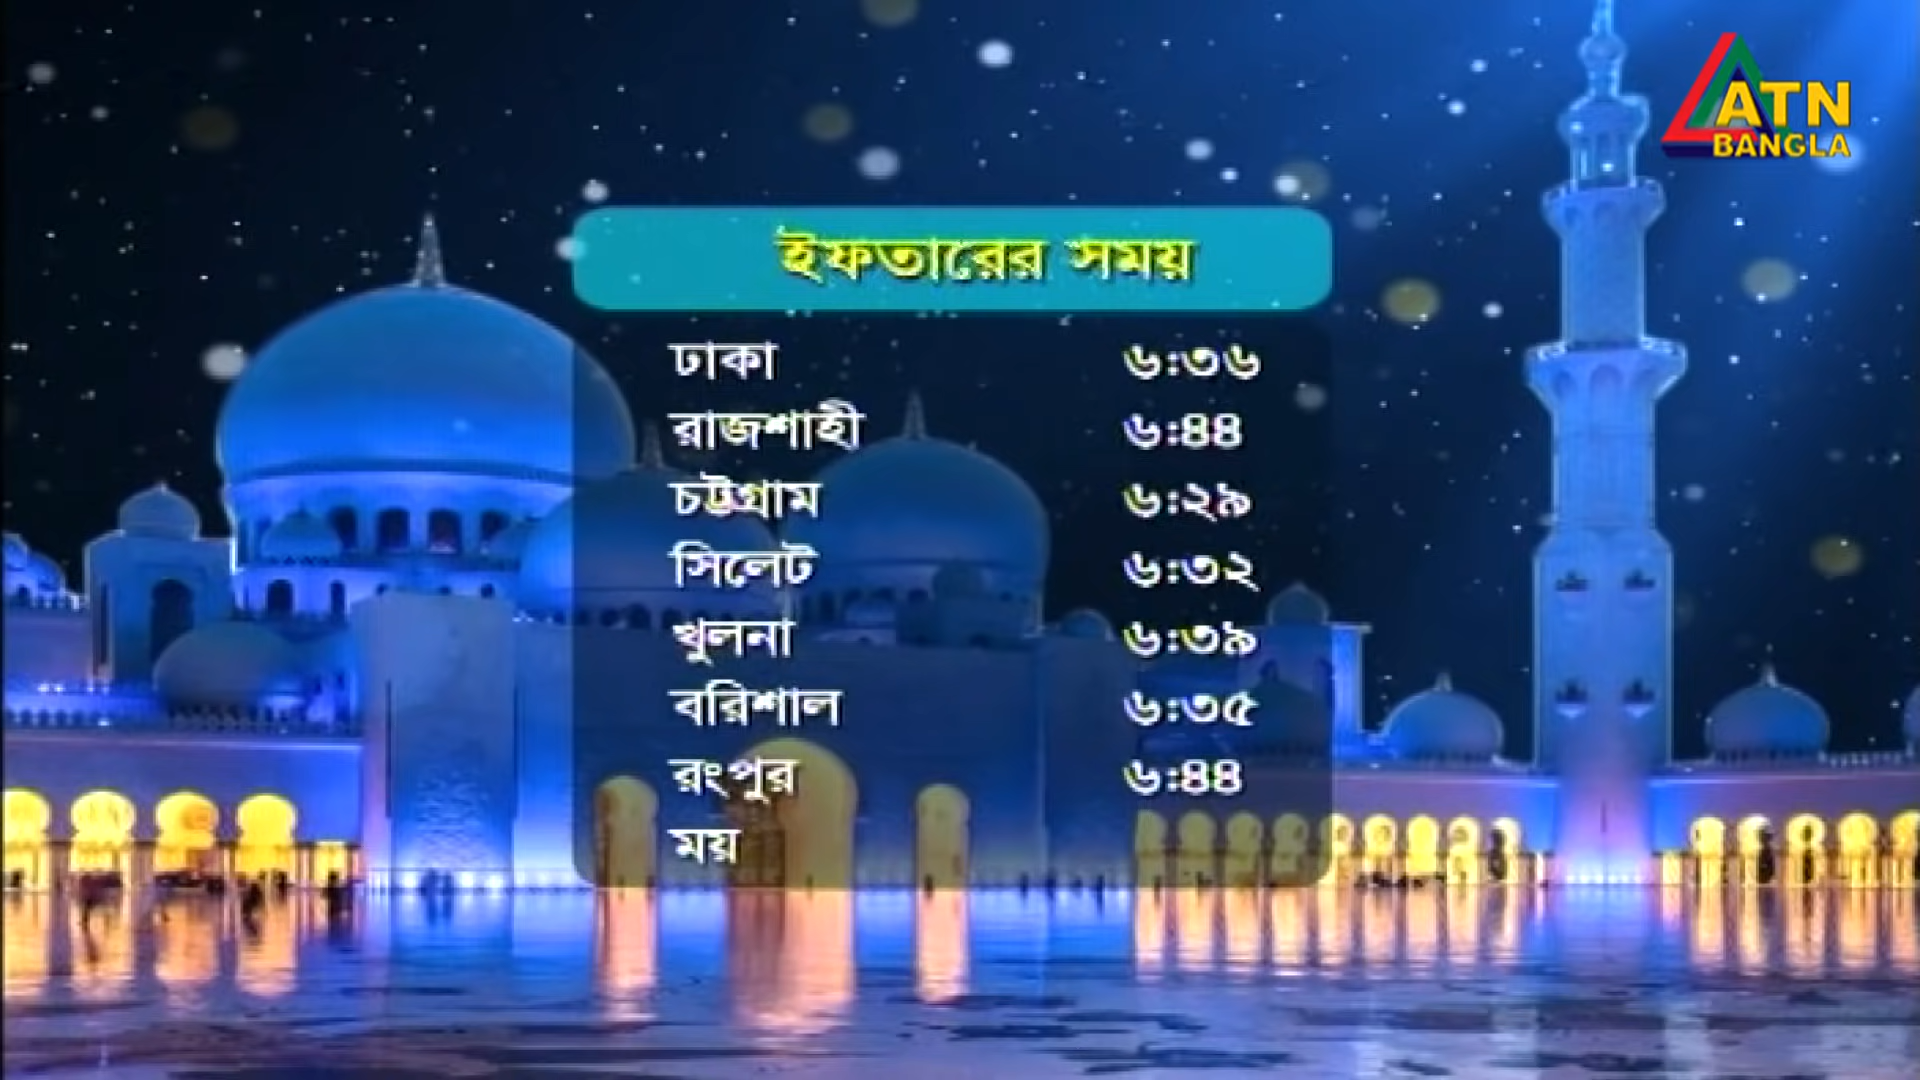 ATN
BANGLA
ইফতারের সময়
ঢাকা ৬:৩৬
রাজশাহী ৬:৪৪
চট্টগ্রাম ৬:২৯
সিলেট ৬:৩২
খুলনা ৬:৩৯
বরিশাল ৬:৩৫
রংপুর ৬:৪৪
ময়